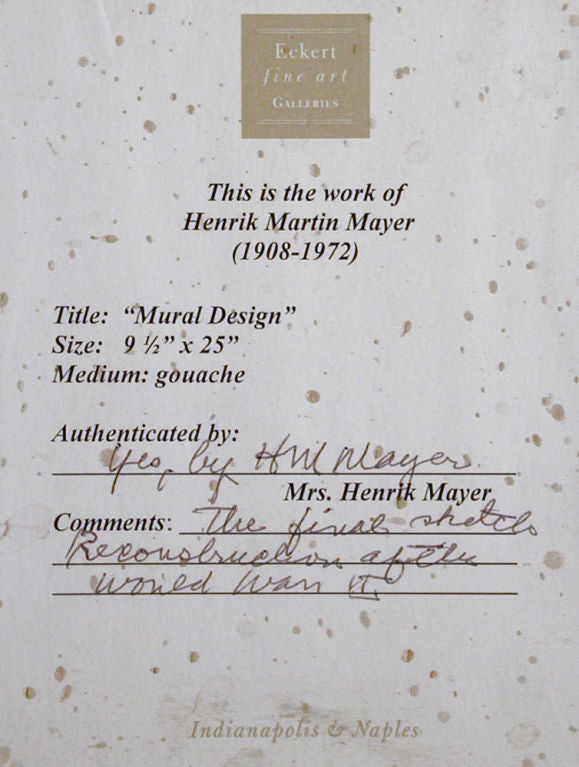 Eckert
fine art
GALLERIES
This is the work of
Henrik Martin Mayer
(1908-1972)
Title: “Mural Design”
Size: 9 ½” x 25”
Medium: gouache
Authenticated by:
Yes, by HM Mayer
Mrs. Henrik Mayer
Comments: The final sketch
Reconstruction after
World Warr II
Indianapolis & Naples